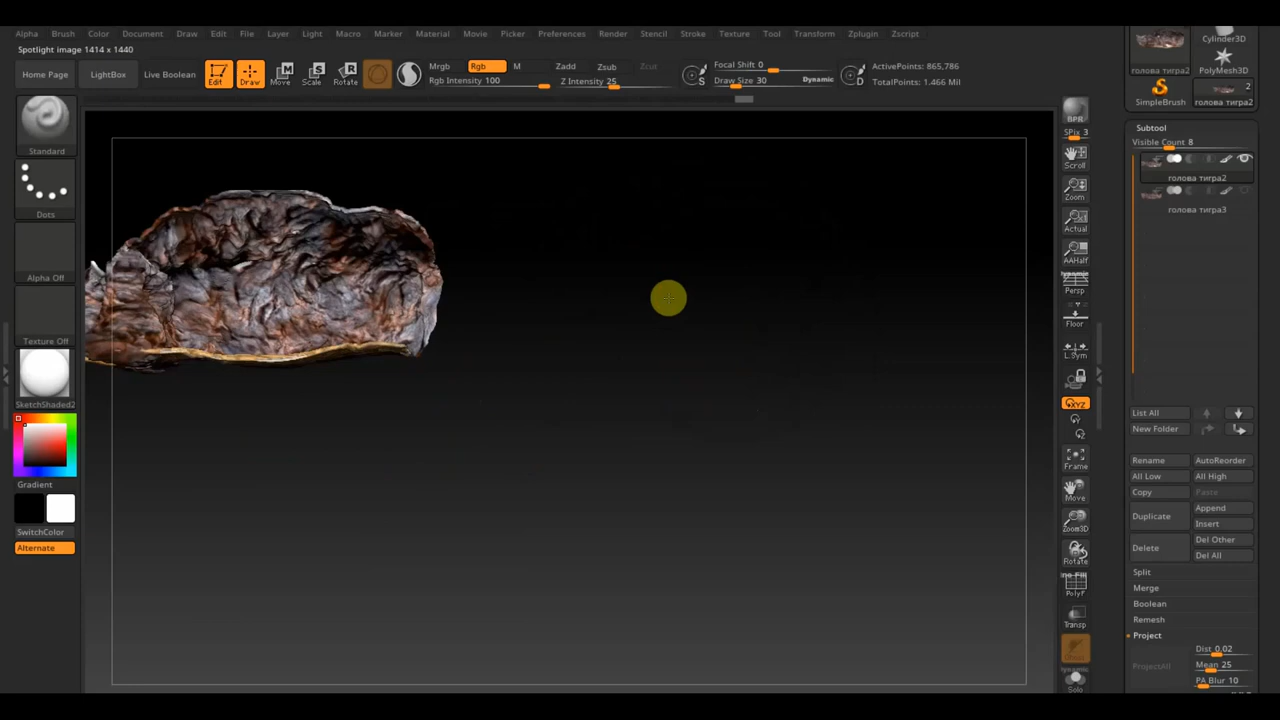 Alpha Brush Color Document Draw Edit File Layer Light Macro Marker Material Movie Picker Preferences Render Stencil Stroke Texture Tool Transform Zplugin Zscript
Spotlight image 1414 x 1440
Home Page LightBox Live Boolean Edit Draw Move Scale Rotate
Mrgb Rgb M Zadd Zsub Zcut
Rgb Intensity 100 Z Intensity 25
S Focal Shift 0
Draw Size 30 Dynamic
D ActivePoints: 865,786
TotalPoints: 1.466 Mil
Standard
Dots
Alpha Off
Texture Off
SketchShaded2
Gradient
SwitchColor
Alternate
BPR
SPix 3
Scroll
Zoom
Actual
AAHalf
Dynamic
Persp
Floor
L.Sym
XYZ
Y
Z
Frame
Move
Zoom3D
Rotate
PolyF
Transp
Dynamic
Solo
Cylinder3D
голова тигра2 PolyMesh3D
2
SimpleBrush голова тигра2
Subtool
Visible Count 8
голова тигра2
голова тигра3
List All
New Folder
Rename AutoReorder
All Low All High
Copy Paste
Duplicate Append
Insert
Delete Del Other
Del All
Split
Merge
Boolean
Remesh
Project
ProjectAll Dist 0.02
Mean 25
PA Blur 10